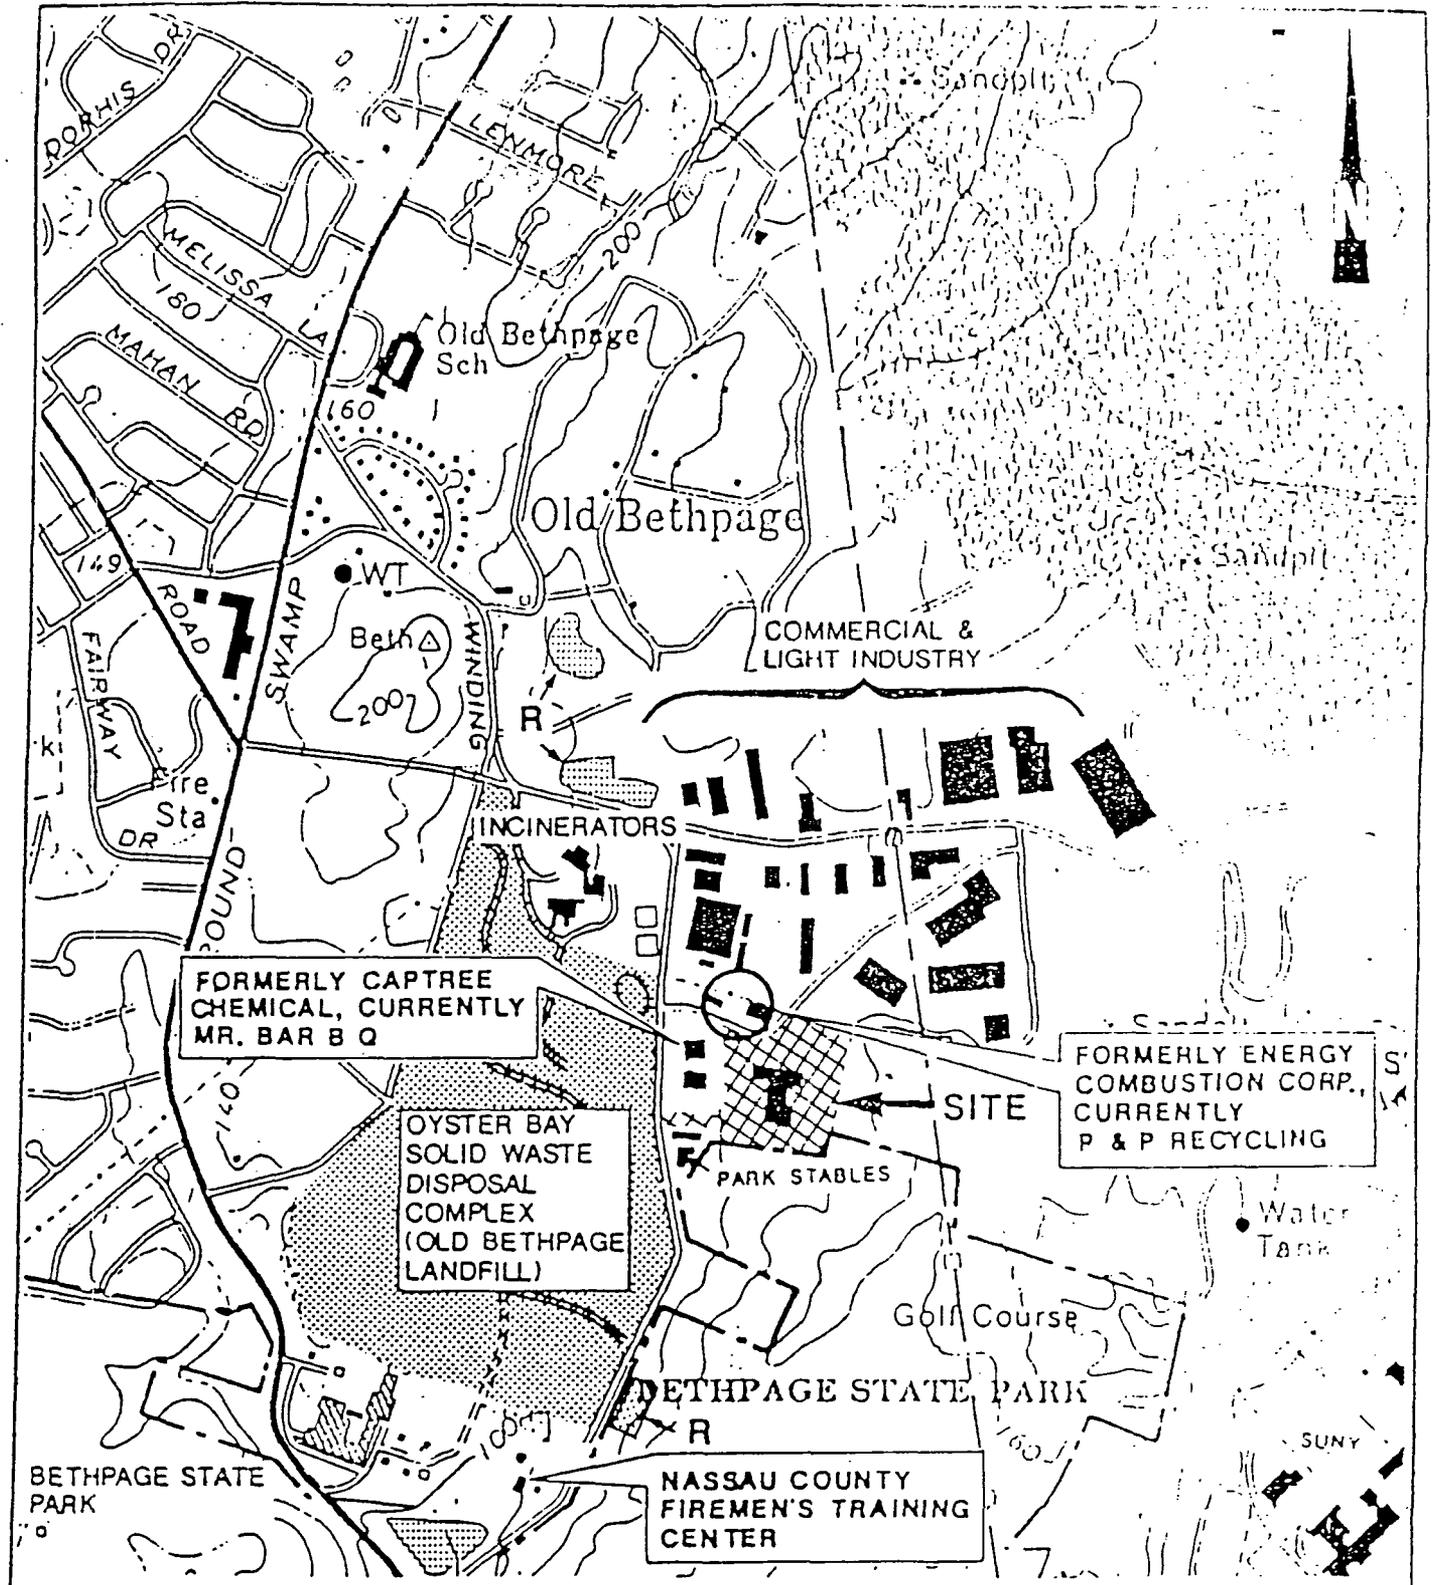 DORHIS DR
LENMORE
Sandpit
200
MELISSA LA
180
MAHAN RD
Old Bethpage
Sch
160
Old Bethpage
Sandpit
149
ROAD
WT
SWAMP
Beth
200
WINDING
FAIRWAY
DR
R
COMMERCIAL &
LIGHT INDUSTRY
k
Fire
Sta
INCINERATORS
FORMERLY CAPTREE
CHEMICAL, CURRENTLY
MR. BAR B Q
FORMERLY ENERGY
COMBUSTION CORP.,
CURRENTLY
P & P RECYCLING
SITE
140
OYSTER BAY
SOLID WASTE
DISPOSAL
COMPLEX
(OLD BETHPAGE
LANDFILL)
PARK STABLES
Water
Tank
Golf Course
BETHPAGE STATE PARK
R
160
SUNY
BETHPAGE STATE
PARK
NASSAU COUNTY
FIREMEN'S TRAINING
CENTER